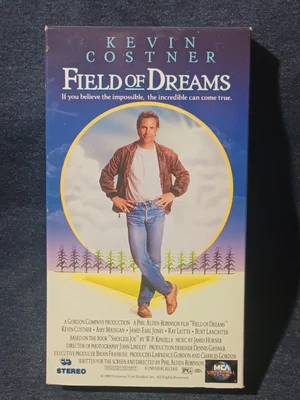 KEVIN
COSTNER
FIELD OF DREAMS
If you believe the impossible, the incredible can come true.
A GORDON COMPANY PRODUCTION A PHIL ALDEN ROBINSON FILM "FIELD OF DREAMS"
KEVIN COSTNER • AMY MADIGAN • JAMES EARL JONES • RAY LIOTTA • BURT LANCASTER
BASED ON THE BOOK "SHOELESS JOE" BY W.P. KINSELLA MUSIC BY JAMES HORNER
DIRECTOR OF PHOTOGRAPHY JOHN LINDLEY PRODUCTION DESIGNER DENNIS GASSNER
EXECUTIVE PRODUCER BRIAN FRANKISH PRODUCERS LAWRENCE GORDON AND CHARLES GORDON
WRITTEN FOR THE SCREEN AND DIRECTED BY PHIL ALDEN ROBINSON
STEREO
A UNIVERSAL RELEASE
PG
MCA